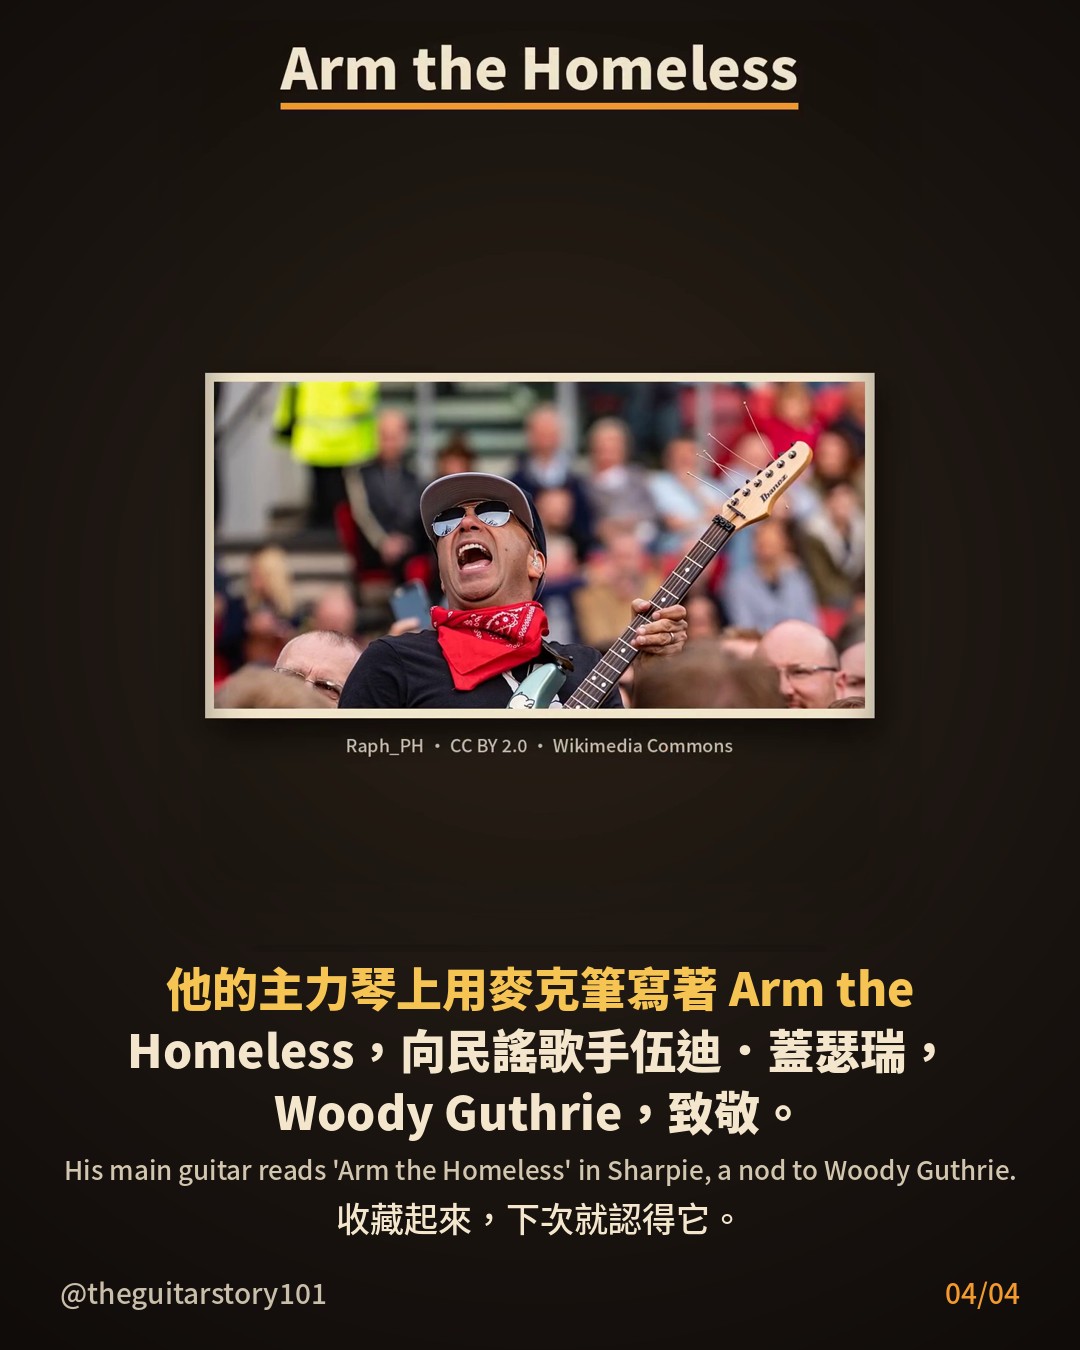 Arm the Homeless
Ibanez
Raph_PH • CC BY 2.0 • Wikimedia Commons
他的主力琴上用麥克筆寫著 Arm the
Homeless，向民謠歌手伍迪・蓋瑟瑞，
Woody Guthrie，致敬。
His main guitar reads 'Arm the Homeless' in Sharpie, a nod to Woody Guthrie.
收藏起來，下次就認得它。
@theguitarstory101
04/04